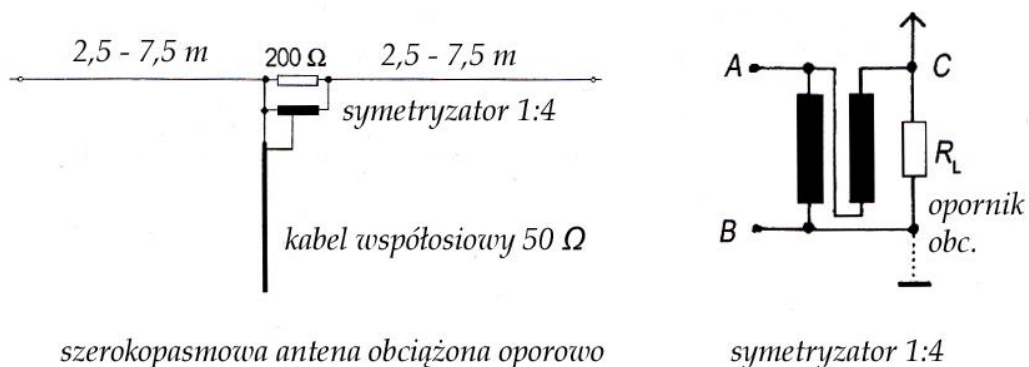 2,5 - 7,5 m
200 Ω
2,5 - 7,5 m
symetryzator 1:4
kabel współosiowy 50 Ω
szerokopasmowa antena obciążona oporowo
A
C
R_L
B
opornik
obc.
symetryzator 1:4